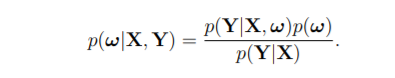 p(ω|X, Y) = p(Y|X, ω)p(ω) / p(Y|X) .